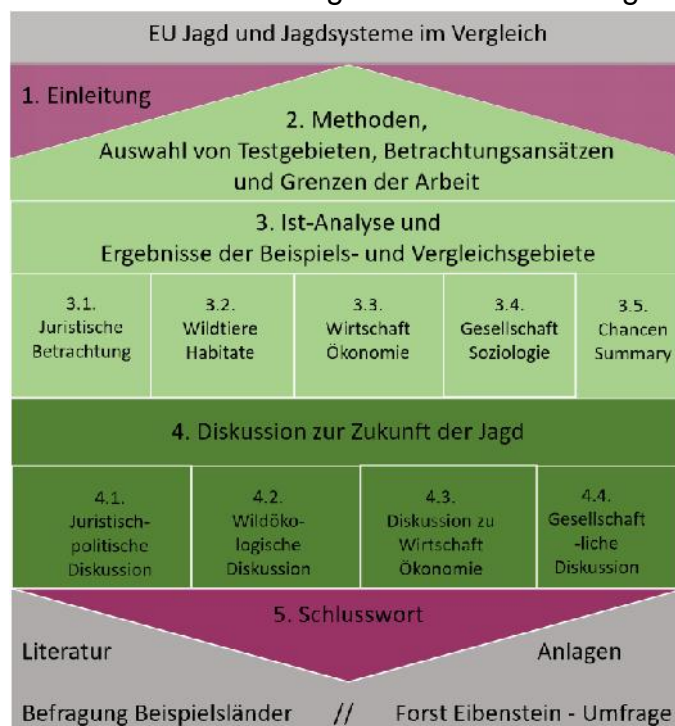 EU Jagd und Jagdsysteme im Vergleich
1. Einleitung
2. Methoden,
Auswahl von Testgebieten, Betrachtungsansätzen
und Grenzen der Arbeit
3. Ist-Analyse und
Ergebnisse der Beispiels- und Vergleichsgebiete
3.1.
Juristische
Betrachtung
3.2.
Wildtiere
Habitate
3.3.
Wirtschaft
Ökonomie
3.4.
Gesellschaft
Soziologie
3.5.
Chancen
Summary
4. Diskussion zur Zukunft der Jagd
4.1.
Juristisch-
politische
Diskussion
4.2.
Wildöko-
logische
Diskussion
4.3.
Diskussion zu
Wirtschaft
Ökonomie
4.4.
Gesellschaft
-liche
Diskussion
5. Schlusswort
Literatur Anlagen
Befragung Beispielsländer // Forst Eibenstein - Umfrage